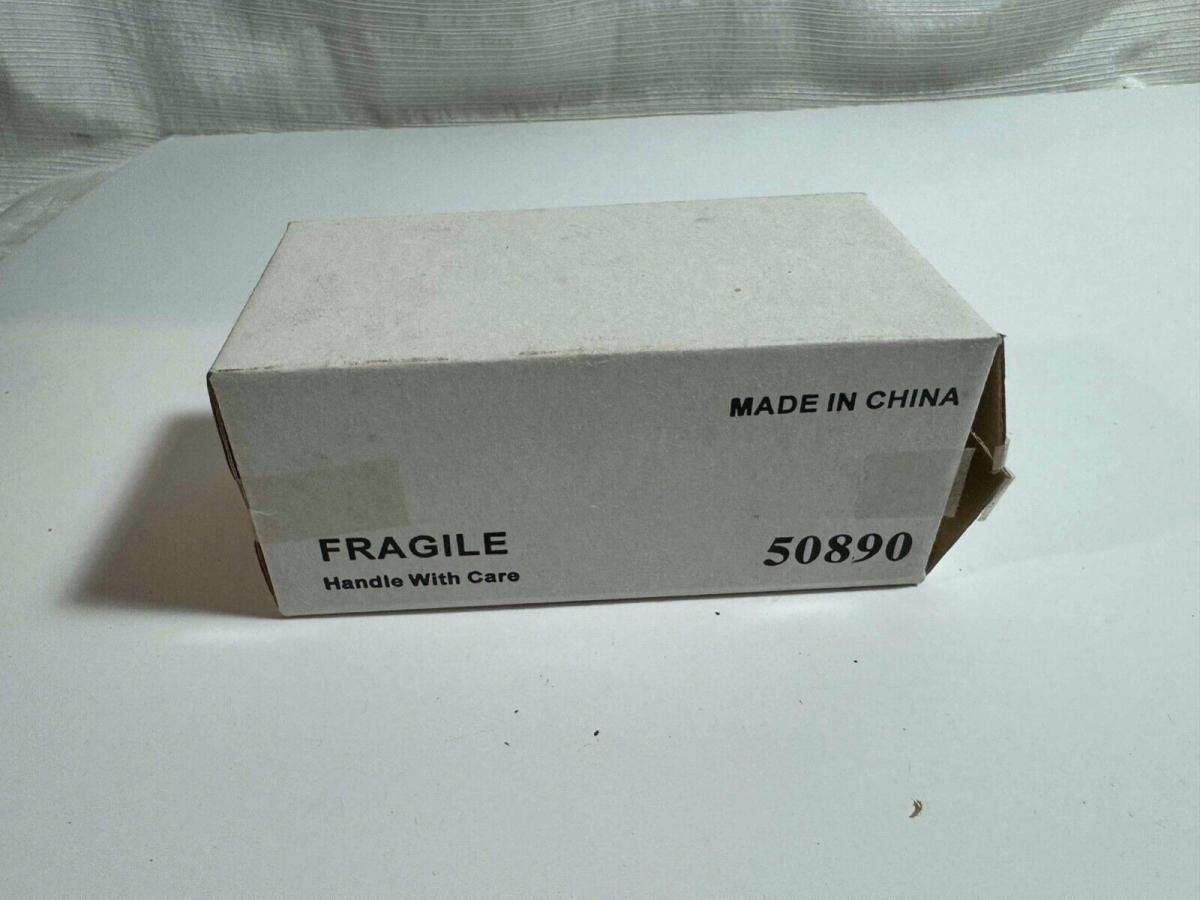 MADE IN CHINA
FRAGILE
Handle With Care
50890